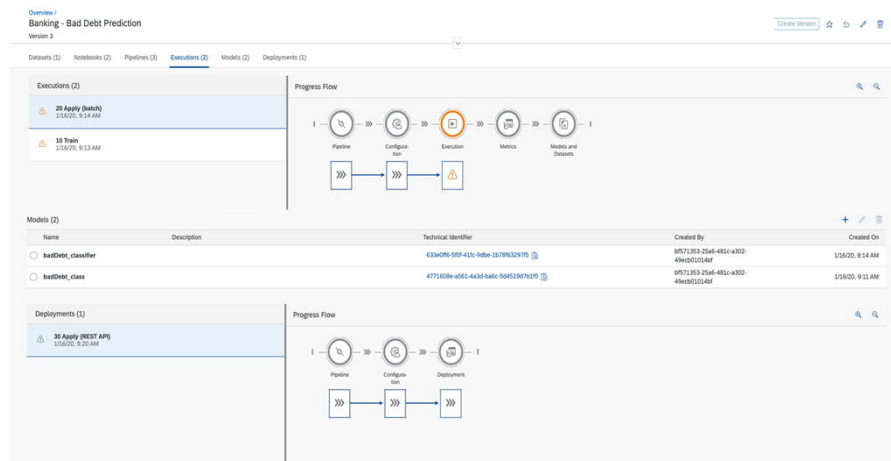 Overview /
Banking - Bad Debt Prediction
Version 3
Create Version
Datasets (1) Notebooks (2) Pipelines (3) Executions (2) Models (2) Deployments (1)
Executions (2)
20 Apply (batch)
1/16/20, 9:14 AM
10 Train
1/16/20, 9:13 AM
Progress Flow
Pipeline Configura- Execution Metrics Models and
tion Datasets
Models (2)
Name Description Technical Identifier Created By Created On
badDebt_classifier 633e0ff6-5f0f-41fc-9dbe-1b78f63297f5 bf571353-25a6-481c-a302- 1/16/20, 9:14 AM
49ecb01014bf
badDebt_class 4771608e-a561-4a3d-ba6c-5d4519d7b1f0 bf571353-25a6-481c-a302- 1/16/20, 9:11 AM
49ecb01014bf
Deployments (1)
30 Apply (REST API)
1/16/20, 9:20 AM
Progress Flow
Pipeline Configura- Deployment
tion